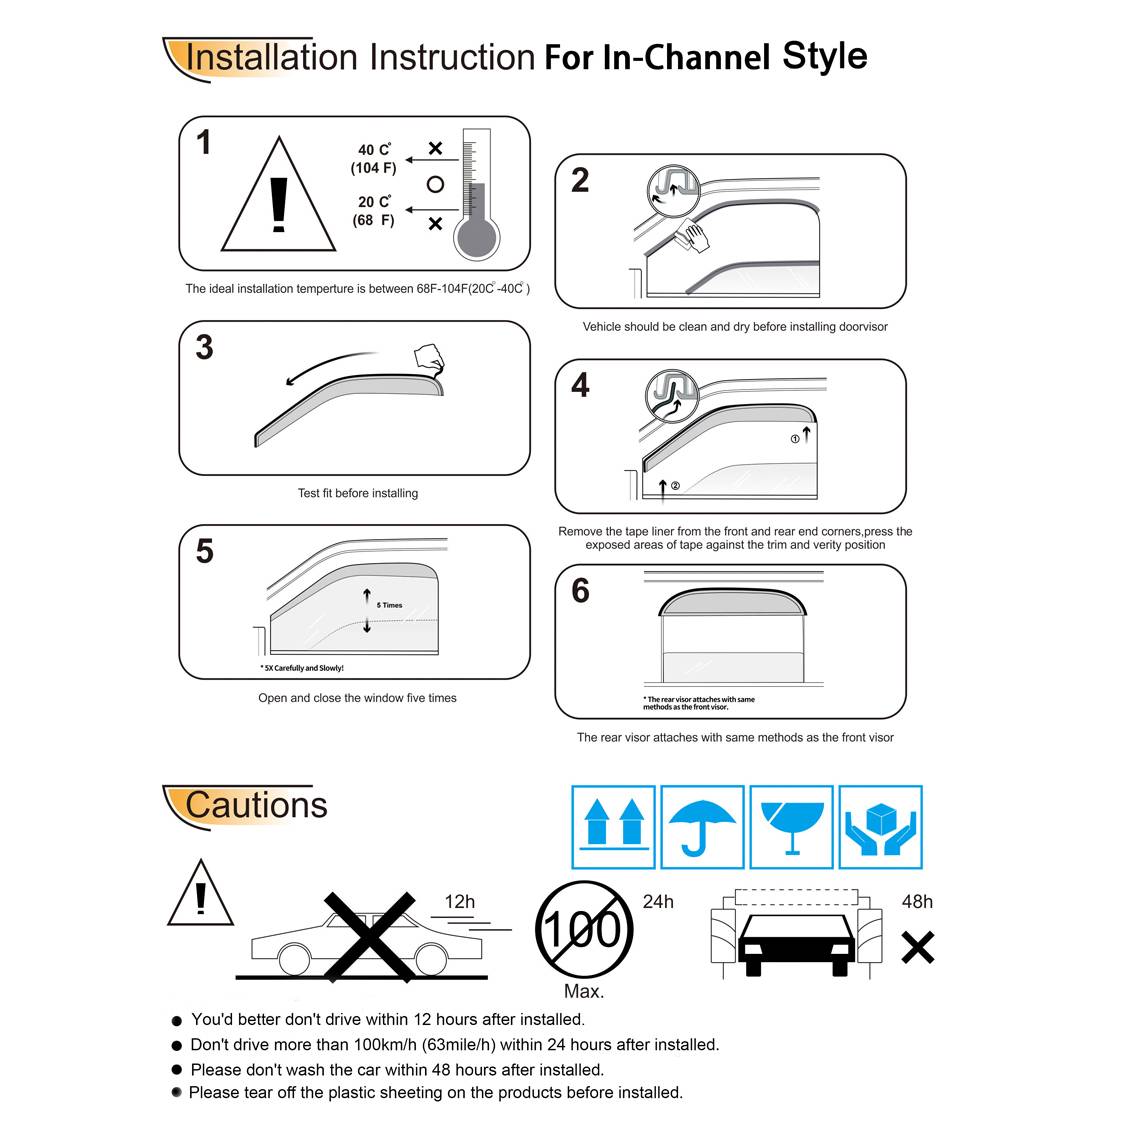 Installation Instruction For In-Channel Style
1
40 C°
(104 F)
20 C°
(68 F)
The ideal installation temperture is between 68F-104F(20C°-40C°)
2
Vehicle should be clean and dry before installing doorvisor
3
Test fit before installing
4
①
②
Remove the tape liner from the front and rear end corners,press the
exposed areas of tape against the trim and verity position
5
5 Times
* 5X Carefully and Slowly!
Open and close the window five times
6
* The rear visor attaches with same
methods as the front visor.
The rear visor attaches with same methods as the front visor
Cautions
!
12h
100
Max.
24h
48h
You'd better don't drive within 12 hours after installed.
Don't drive more than 100km/h (63mile/h) within 24 hours after installed.
Please don't wash the car within 48 hours after installed.
Please tear off the plastic sheeting on the products before installed.